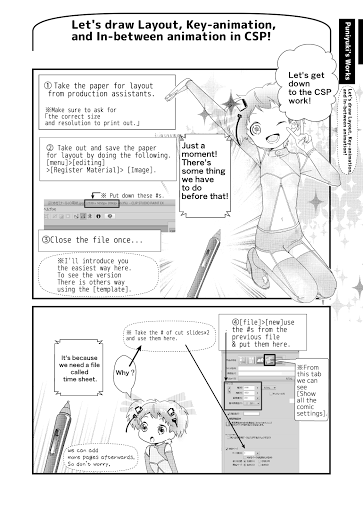 Let's draw Layout, Key-animation,
and In-between animation in CSP!
Puniyuki's Works
Let's draw Layout, Key-animation,
and In-between animation!
① Take the paper for layout
from production assistants.
※Make sure to ask for
「the correct size
and resolution to print out.」
② Take out and save the paper
for layout by doing the following.
[menu]>[editing]
>[Register Material]> [Image].
※ Put down these #s.
③Close the file once...
※I'll introduce you
the easiest way here.
To see the version
There is others way
using the [template].
Let's get
down
to the CSP
work!
Just a
moment!
There's
some thing
we have
to do
before that!
※ Take the # of cut slides×2
and use them here.
④[file]>[new]use
the #s from the
previous file
& put them here.
It's because
we need a file
called
time sheet.
Why?
※From
this tab
we can
see
[Show
all the
comic
settings].
we can add
more pages afterwards,
So don't worry.